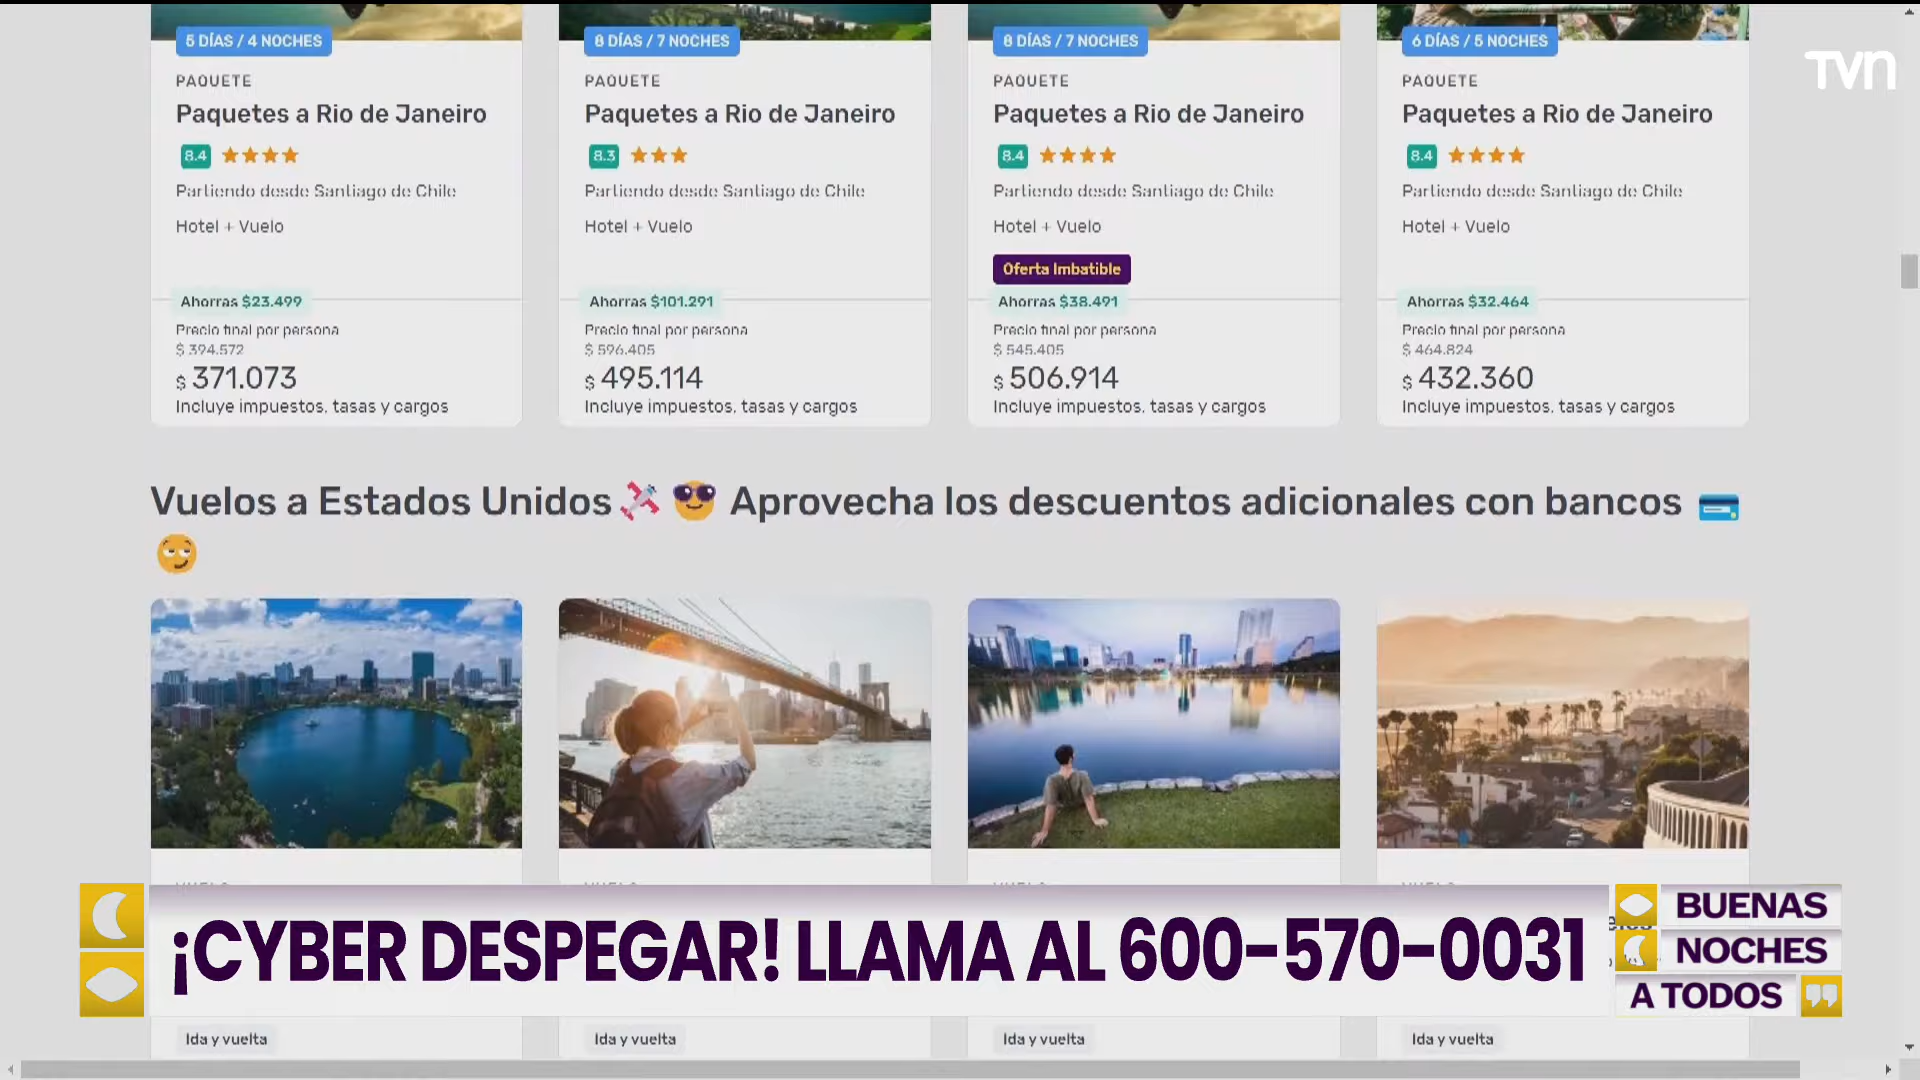 5 DÍAS / 4 NOCHES
PAQUETE
Paquetes a Rio de Janeiro
8.4
Partiendo desde Santiago de Chile
Hotel + Vuelo
Ahorras $23.499
Precio final por persona
$ 394.572
$ 371.073
Incluye impuestos, tasas y cargos
8 DÍAS / 7 NOCHES
PAQUETE
Paquetes a Rio de Janeiro
8.3
Partiendo desde Santiago de Chile
Hotel + Vuelo
Ahorras $101.291
Precio final por persona
$ 596.405
$ 495.114
Incluye impuestos, tasas y cargos
8 DÍAS / 7 NOCHES
PAQUETE
Paquetes a Rio de Janeiro
8.4
Partiendo desde Santiago de Chile
Hotel + Vuelo
Oferta Imbatible
Ahorras $38.491
Precio final por persona
$ 545.405
$ 506.914
Incluye impuestos, tasas y cargos
6 DÍAS / 5 NOCHES
PAQUETE
Paquetes a Rio de Janeiro
8.4
Partiendo desde Santiago de Chile
Hotel + Vuelo
Ahorras $32.464
Precio final por persona
$ 464.824
$ 432.360
Incluye impuestos, tasas y cargos
TVN
Vuelos a Estados Unidos ✈️ 😎 Aprovecha los descuentos adicionales con bancos 💳
😏
¡CYBER DESPEGAR! LLAMA AL 600-570-0031
BUENAS
NOCHES
A TODOS
Ida y vuelta
Ida y vuelta
Ida y vuelta
Ida y vuelta